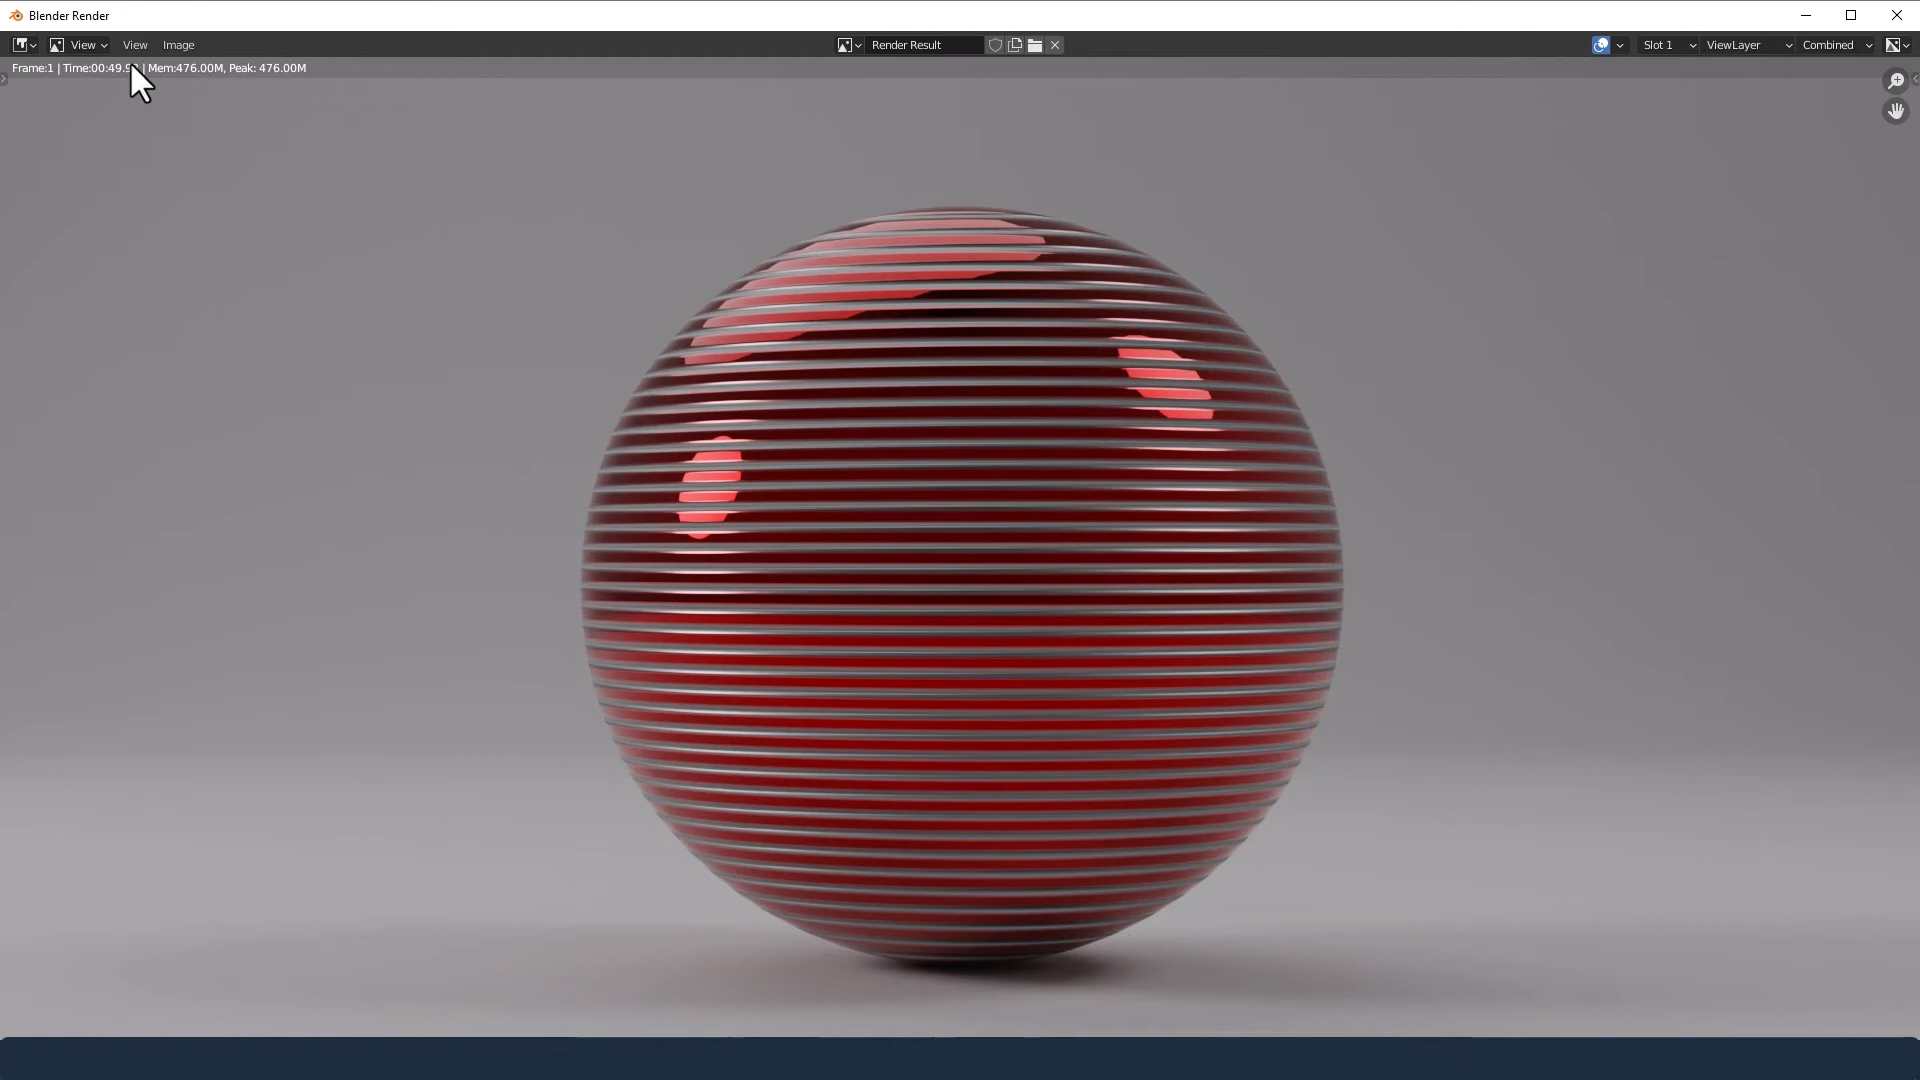 Blender Render
View View Image Render Result Slot 1 ViewLayer Combined
Frame:1 | Time:00:49.9 | Mem:476.00M, Peak: 476.00M